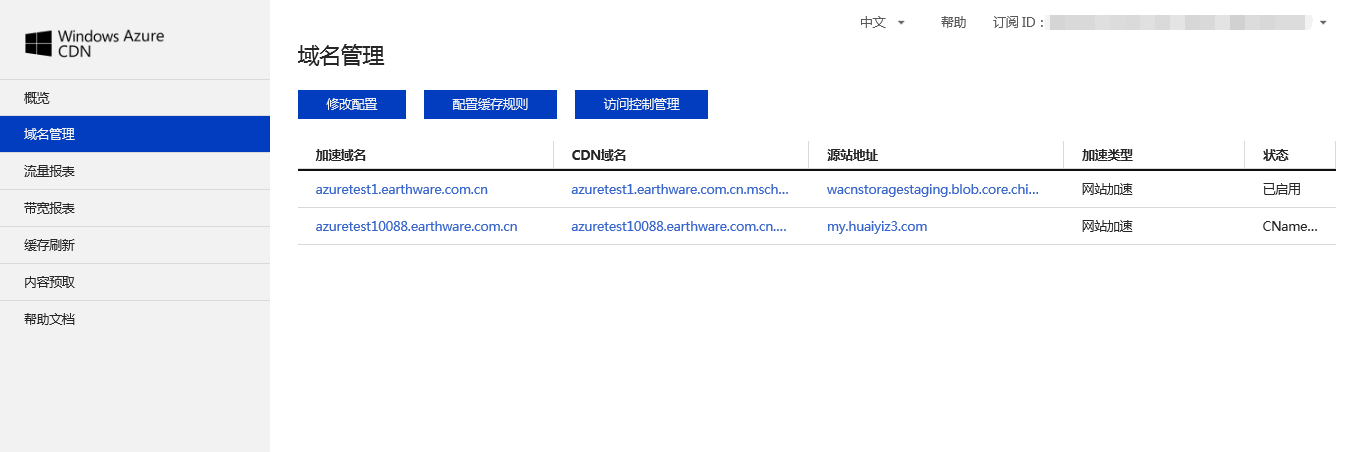 Windows Azure
CDN
概览
域名管理
流量报表
带宽报表
缓存刷新
内容预取
帮助文档
中文 帮助 订阅 ID：
域名管理
修改配置 配置缓存规则 访问控制管理
加速域名 CDN域名 源站地址 加速类型 状态
azuretest1.earthware.com.cn azuretest1.earthware.com.cn.msch... wacnstoragestaging.blob.core.chi... 网站加速 已启用
azuretest10088.earthware.com.cn azuretest10088.earthware.com.cn.... my.huaiyiz3.com 网站加速 CName...